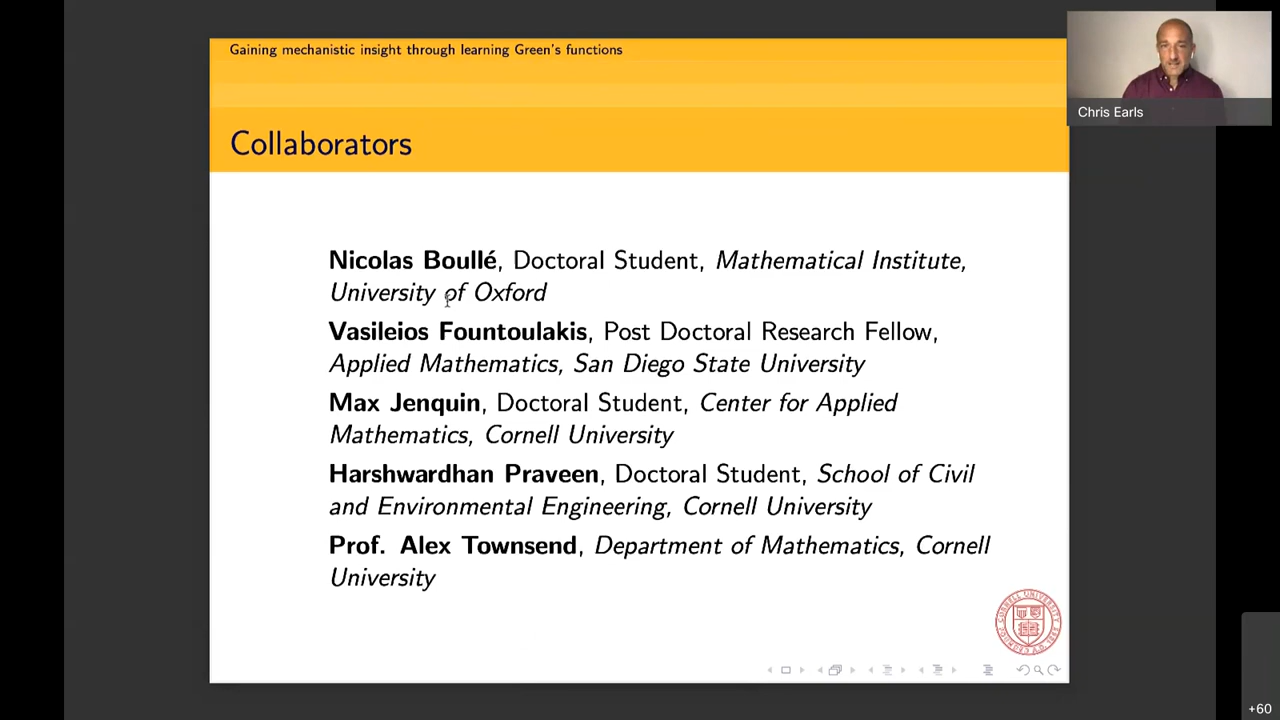 Gaining mechanistic insight through learning Green's functions
Chris Earls
Collaborators
Nicolas Boullé, Doctoral Student, Mathematical Institute,
University of Oxford
Vasileios Fountoulakis, Post Doctoral Research Fellow,
Applied Mathematics, San Diego State University
Max Jenquin, Doctoral Student, Center for Applied
Mathematics, Cornell University
Harshwardhan Praveen, Doctoral Student, School of Civil
and Environmental Engineering, Cornell University
Prof. Alex Townsend, Department of Mathematics, Cornell
University
+60